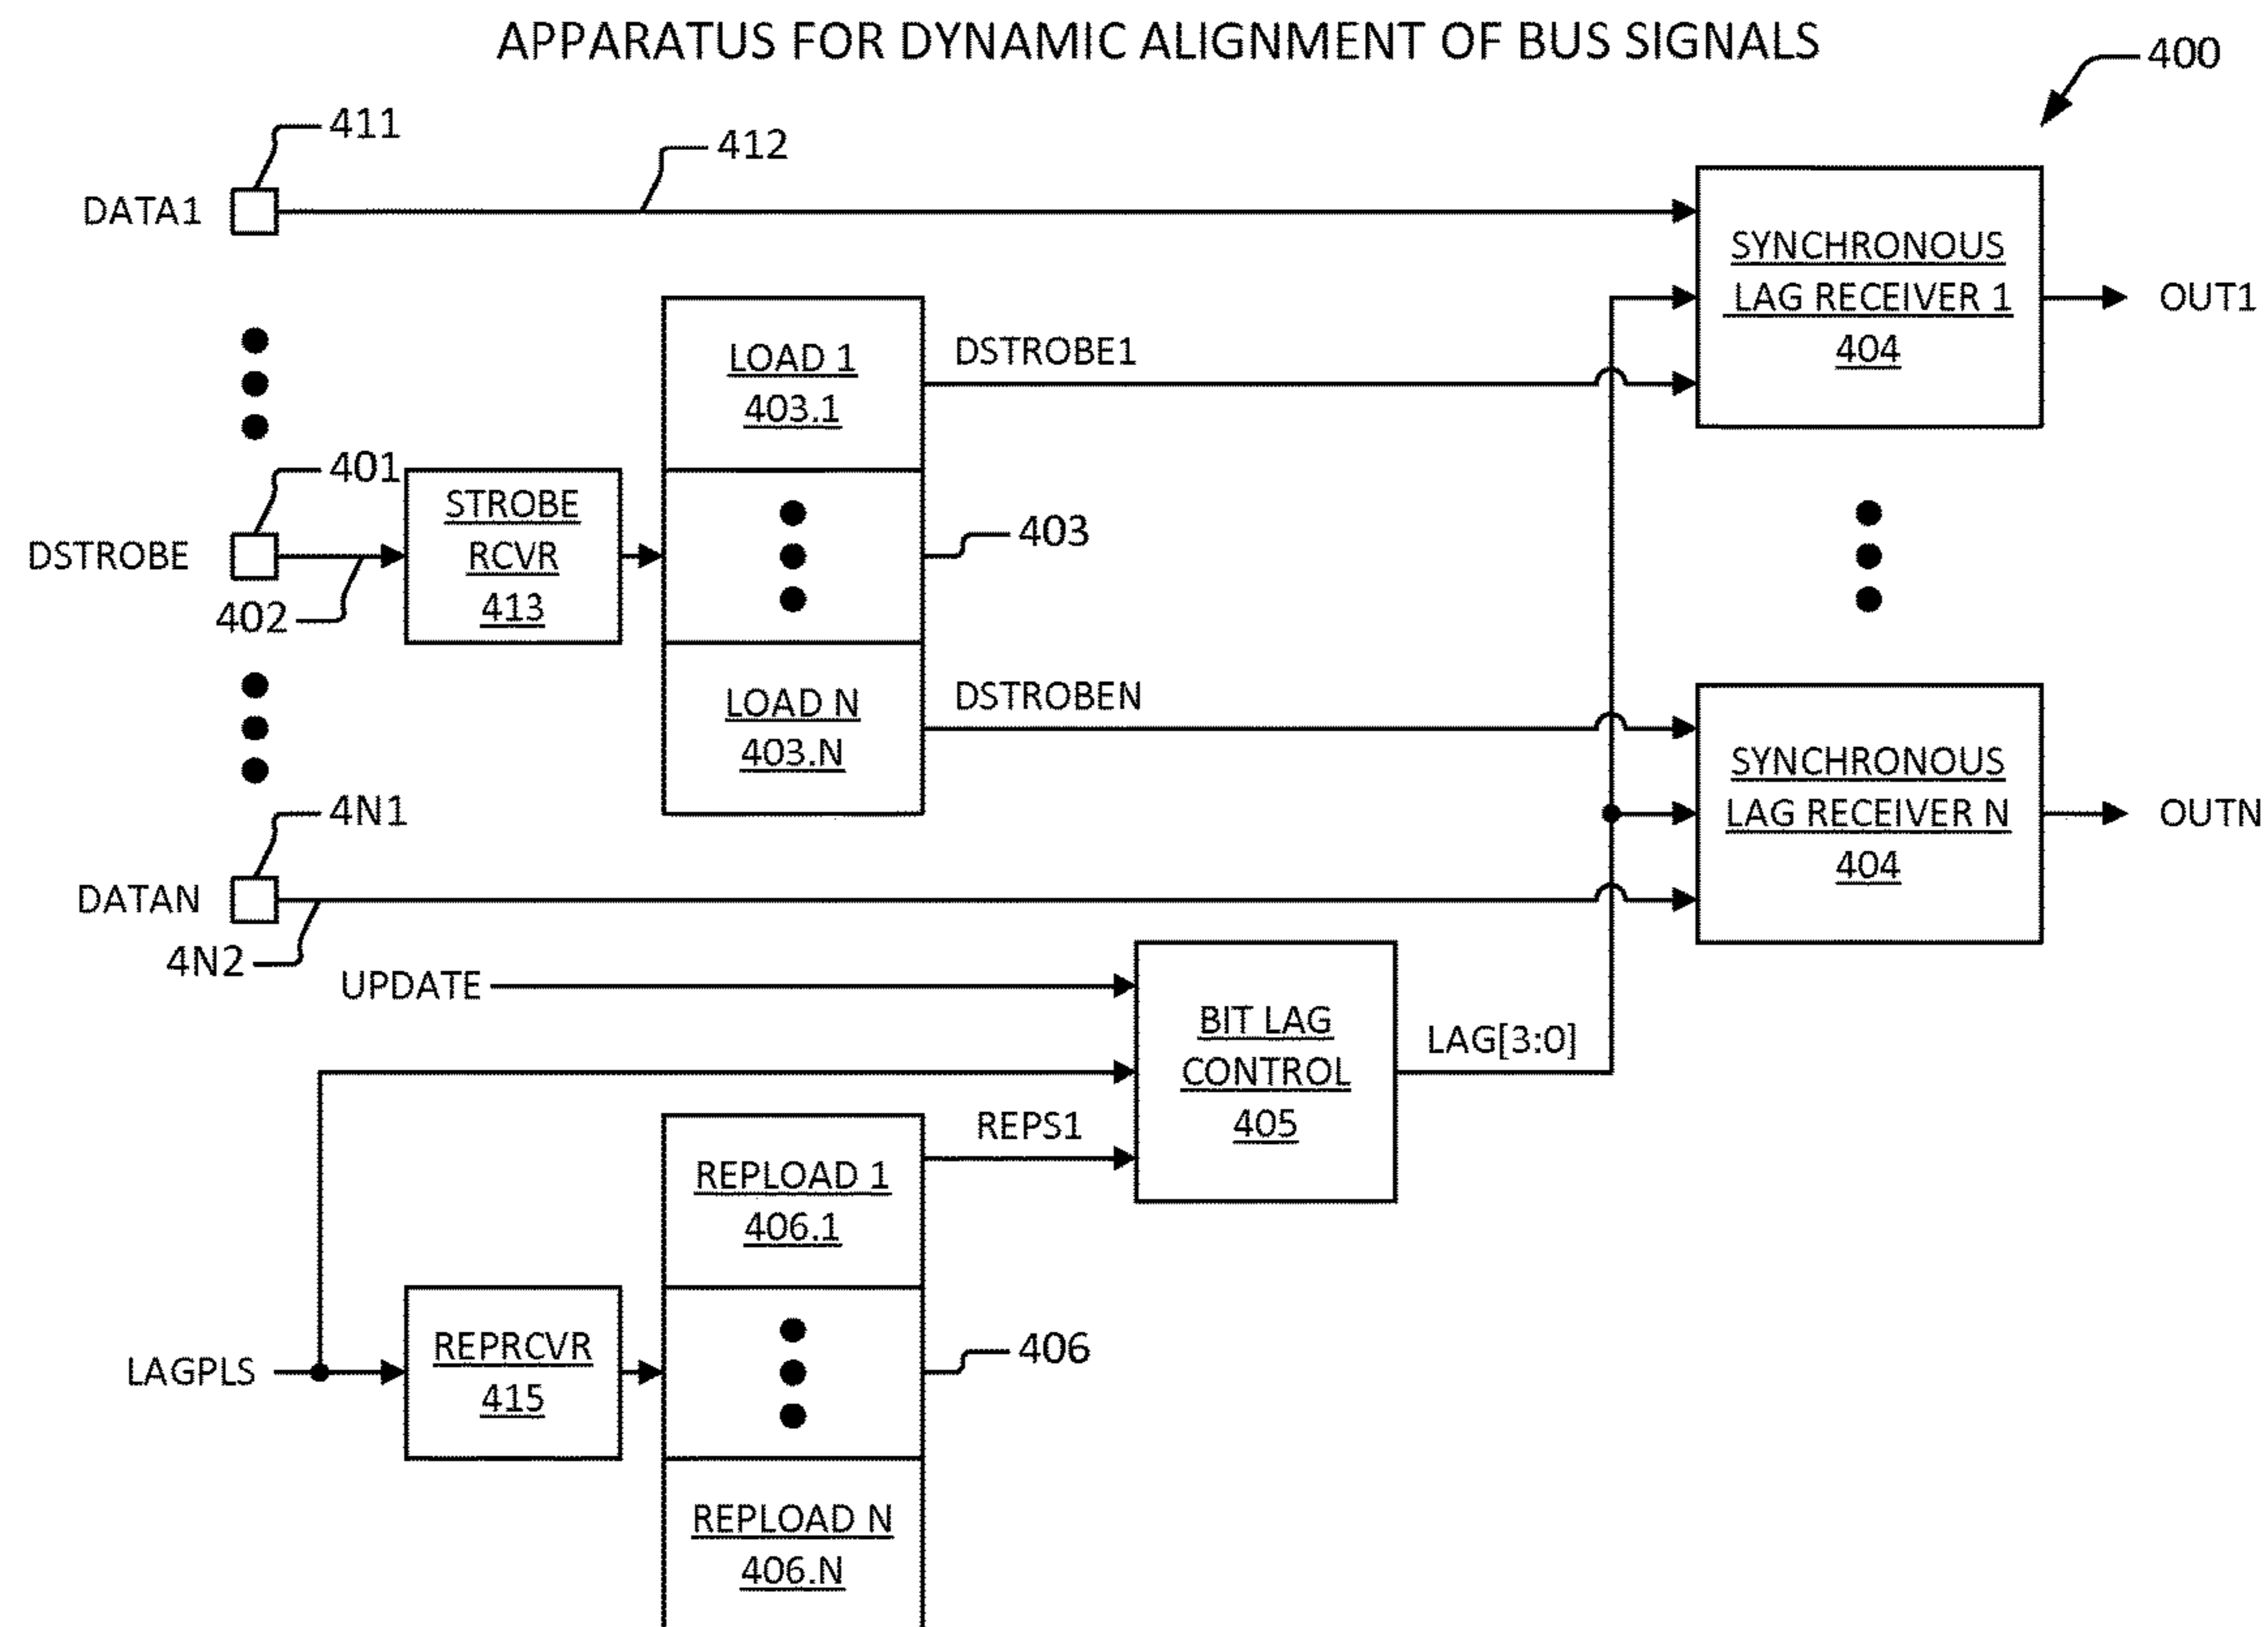 APPARATUS FOR DYNAMIC ALIGNMENT OF BUS SIGNALS
400
411
412
DATA1
SYNCHRONOUS
LAG RECEIVER 1
404
OUT1
LOAD 1
403.1
DSTROBE1
401
STROBE
RCVR
413
403
DSTROBE
402
LOAD N
403.N
DSTROBEN
SYNCHRONOUS
LAG RECEIVER N
404
OUTN
4N1
DATAN
4N2
UPDATE
BIT LAG
CONTROL
405
LAG[3:0]
REPS1
REPLOAD 1
406.1
REPRCVR
415
406
LAGPLS
REPLOAD N
406.N